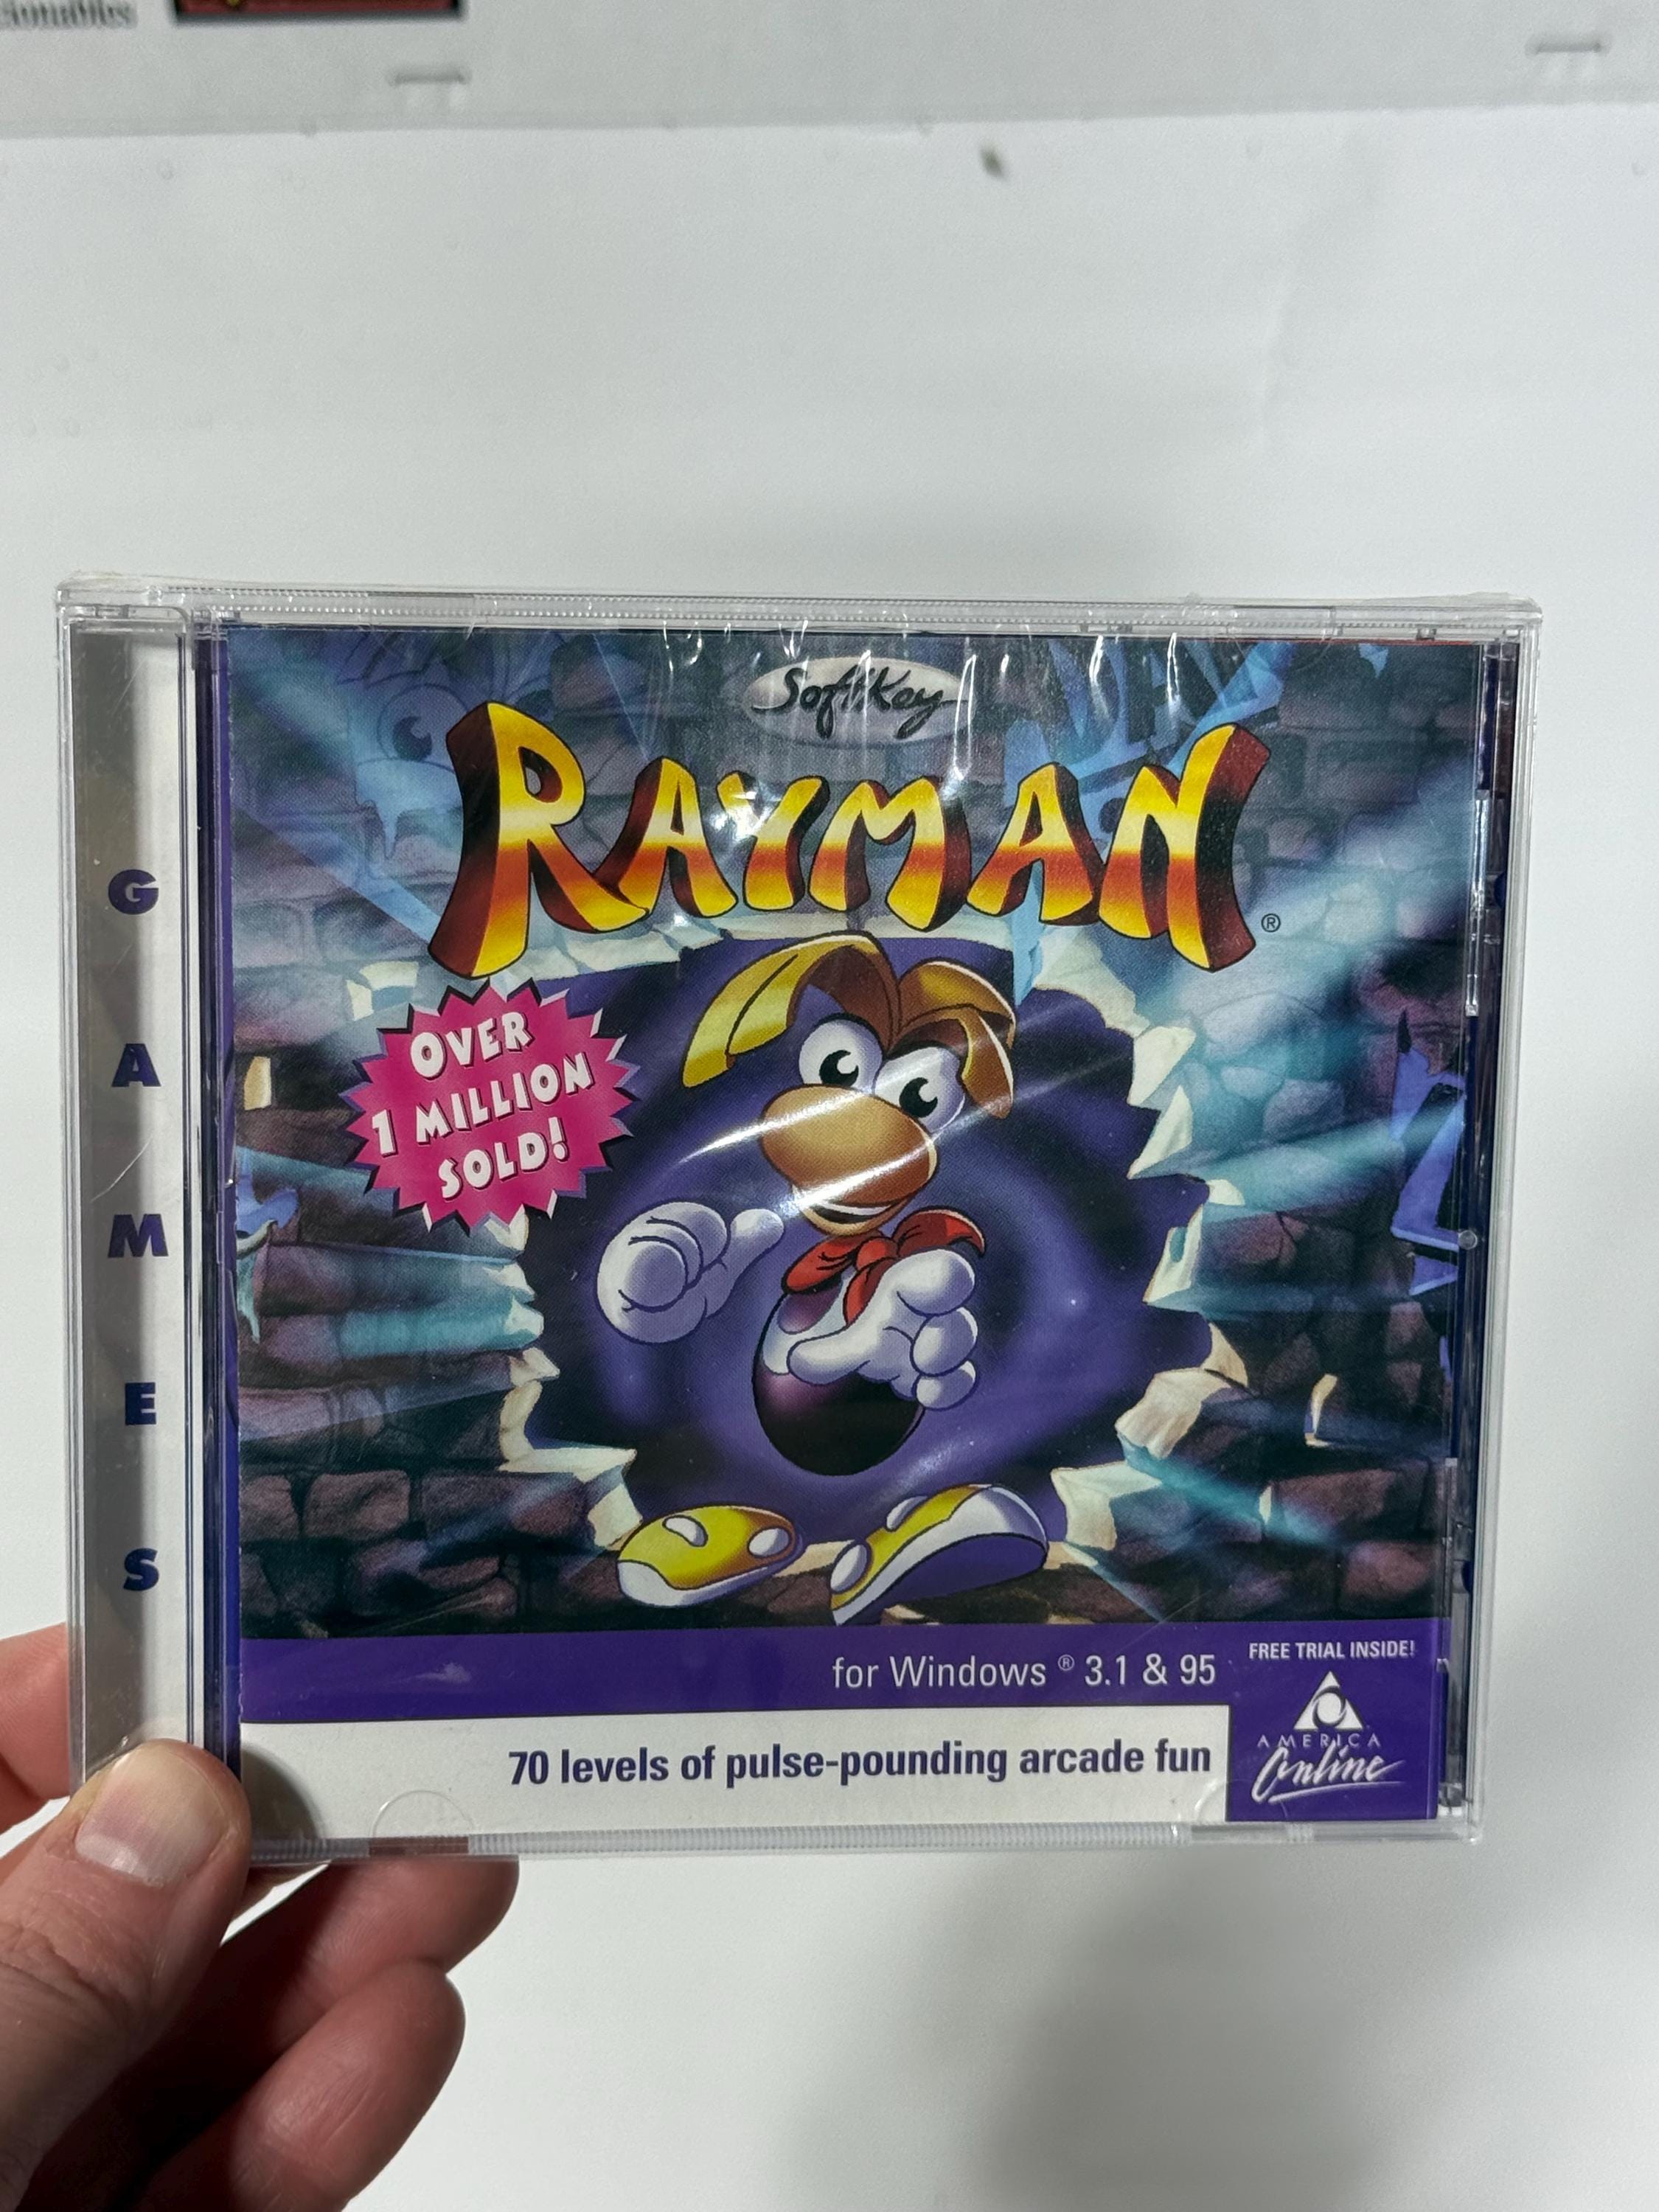 SoftKey
RAYMAN®
OVER
1 MILLION
SOLD!
GAMES
for Windows ® 3.1 & 95
FREE TRIAL INSIDE!
AMERICA
Online
70 levels of pulse-pounding arcade fun